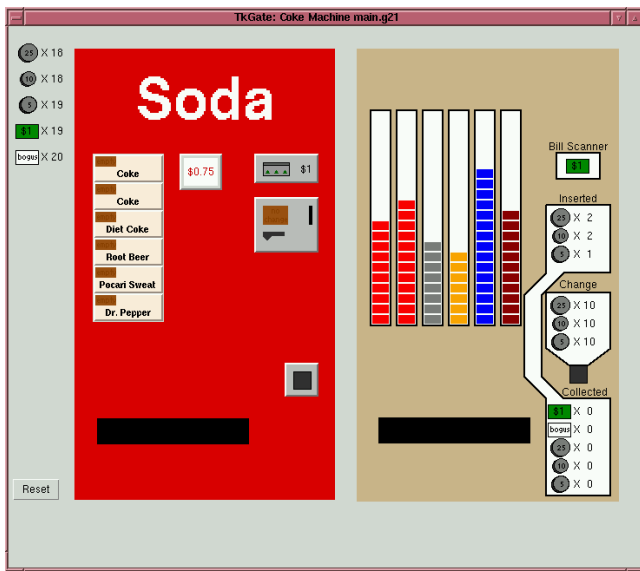 TkGate: Coke Machine main.g21
25 X 18
10 X 18
5 X 19
$1 X 19
bogus X 20
Soda
Coke
Coke
Diet Coke
Root Beer
Pocari Sweat
Dr. Pepper
$0.75
$1
Bill Scanner
$1
Inserted
25 X 2
10 X 2
5 X 1
Change
25 X 10
10 X 10
5 X 10
Collected
$1 X 0
bogus X 0
25 X 0
10 X 0
5 X 0
Reset